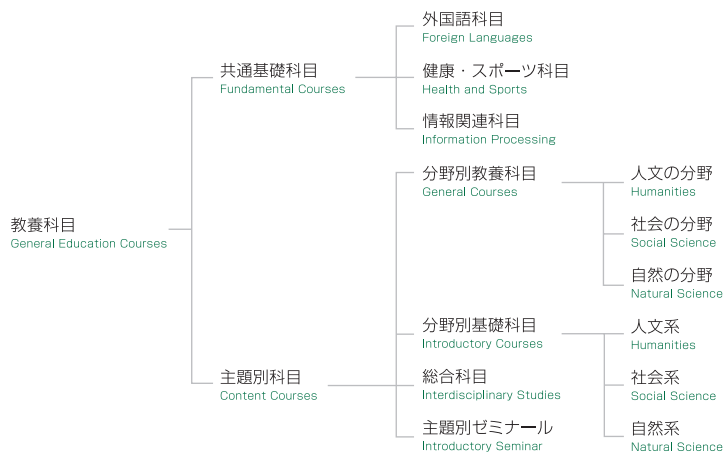 教養科目
General Education Courses
共通基礎科目
Fundamental Courses
外国語科目
Foreign Languages
健康・スポーツ科目
Health and Sports
情報関連科目
Information Processing
主題別科目
Content Courses
分野別教養科目
General Courses
人文の分野
Humanities
社会の分野
Social Science
自然の分野
Natural Science
分野別基礎科目
Introductory Courses
人文系
Humanities
社会系
Social Science
自然系
Natural Science
総合科目
Interdisciplinary Studies
主題別ゼミナール
Introductory Seminar